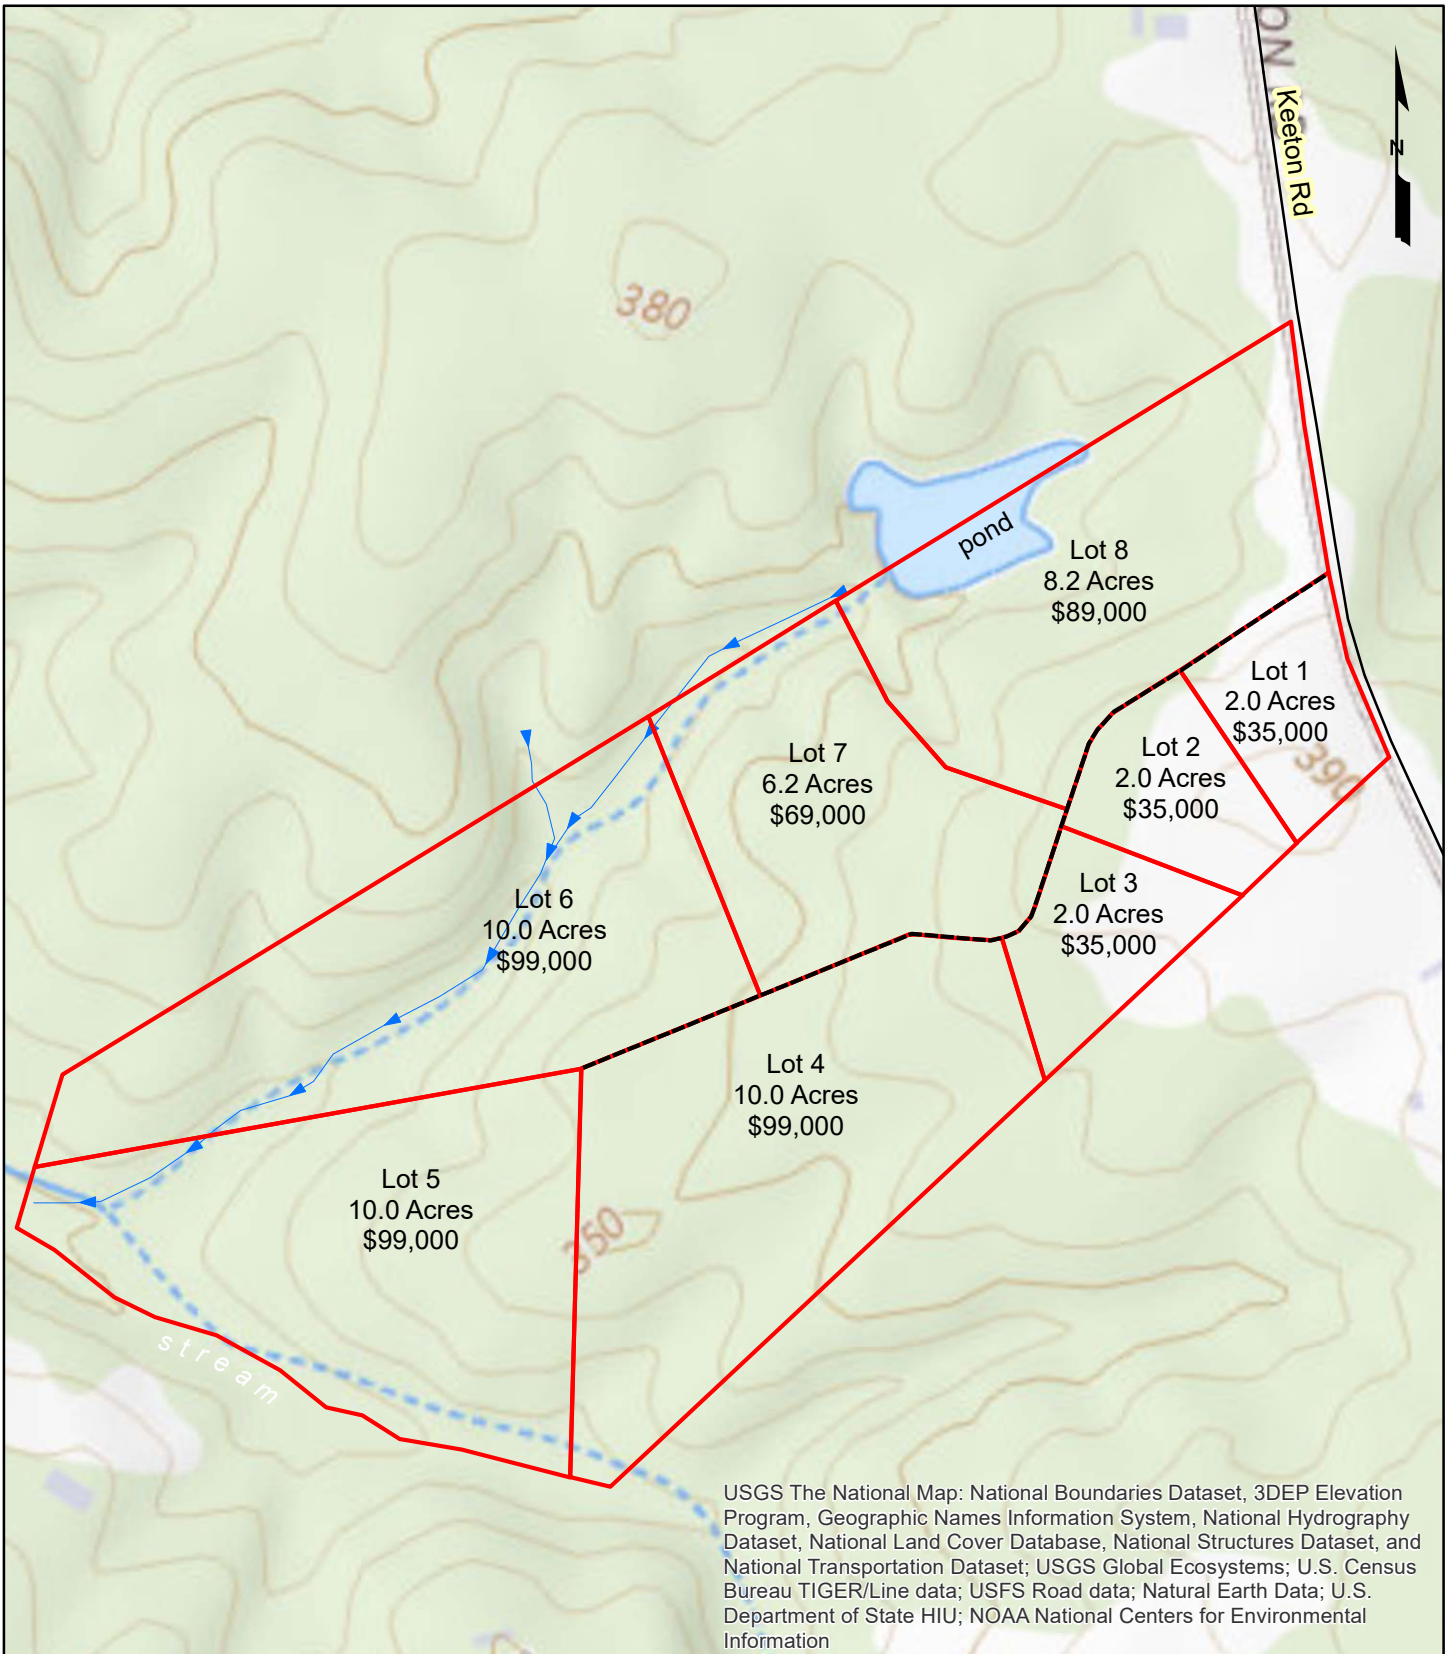 ON
Keeton Rd
N
380
pond
Lot 8
8.2 Acres
$89,000
Lot 1
2.0 Acres
$35,000
390
Lot 2
2.0 Acres
$35,000
Lot 7
6.2 Acres
$69,000
Lot 3
2.0 Acres
$35,000
Lot 6
10.0 Acres
$99,000
Lot 4
10.0 Acres
$99,000
Lot 5
10.0 Acres
$99,000
350
stream
USGS The National Map: National Boundaries Dataset, 3DEP Elevation
Program, Geographic Names Information System, National Hydrography
Dataset, National Land Cover Database, National Structures Dataset, and
National Transportation Dataset; USGS Global Ecosystems; U.S. Census
Bureau TIGER/Line data; USFS Road data; Natural Earth Data; U.S.
Department of State HIU; NOAA National Centers for Environmental
Information